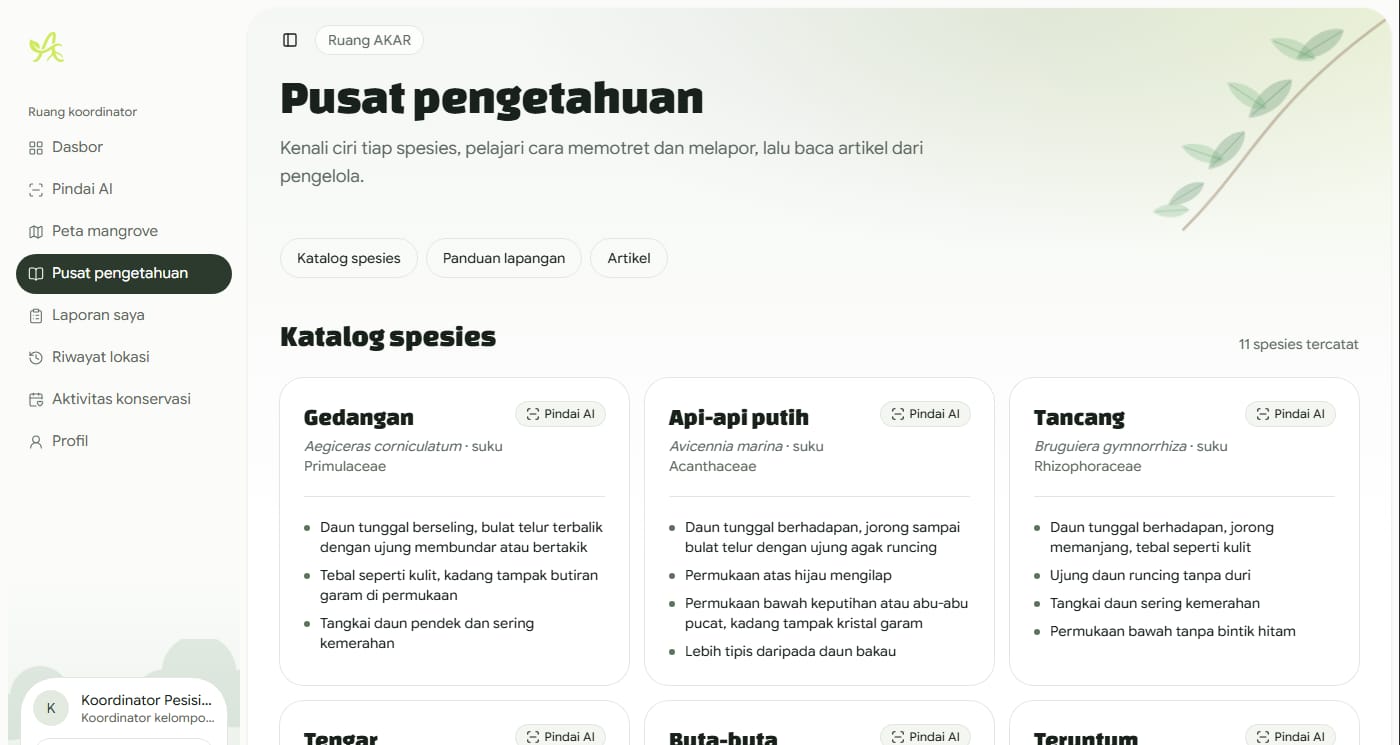 Ruang koordinator
Dasbor
Pindai AI
Peta mangrove
Pusat pengetahuan
Laporan saya
Riwayat lokasi
Aktivitas konservasi
Profil
K
Koordinator Pesisi...
Koordinator kelompo...
Ruang AKAR
Pusat pengetahuan
Kenali ciri tiap spesies, pelajari cara memotret dan melapor, lalu baca artikel dari
pengelola.
Katalog spesies
Panduan lapangan
Artikel
Katalog spesies
11 spesies tercatat
Gedangan
Pindai AI
Aegiceras corniculatum · suku
Primulaceae
Daun tunggal berseling, bulat telur terbalik
dengan ujung membundar atau bertakik
Tebal seperti kulit, kadang tampak butiran
garam di permukaan
Tangkai daun pendek dan sering
kemerahan
Api-api putih
Pindai AI
Avicennia marina · suku
Acanthaceae
Daun tunggal berhadapan, jorong sampai
bulat telur dengan ujung agak runcing
Permukaan atas hijau mengilap
Permukaan bawah keputihan atau abu-abu
pucat, kadang tampak kristal garam
Lebih tipis daripada daun bakau
Tancang
Pindai AI
Bruguiera gymnorrhiza · suku
Rhizophoraceae
Daun tunggal berhadapan, jorong
memanjang, tebal seperti kulit
Ujung daun runcing tanpa duri
Tangkai daun sering kemerahan
Permukaan bawah tanpa bintik hitam
Tengar
Pindai AI
Buta-buta
Pindai AI
Teruntum
Pindai AI